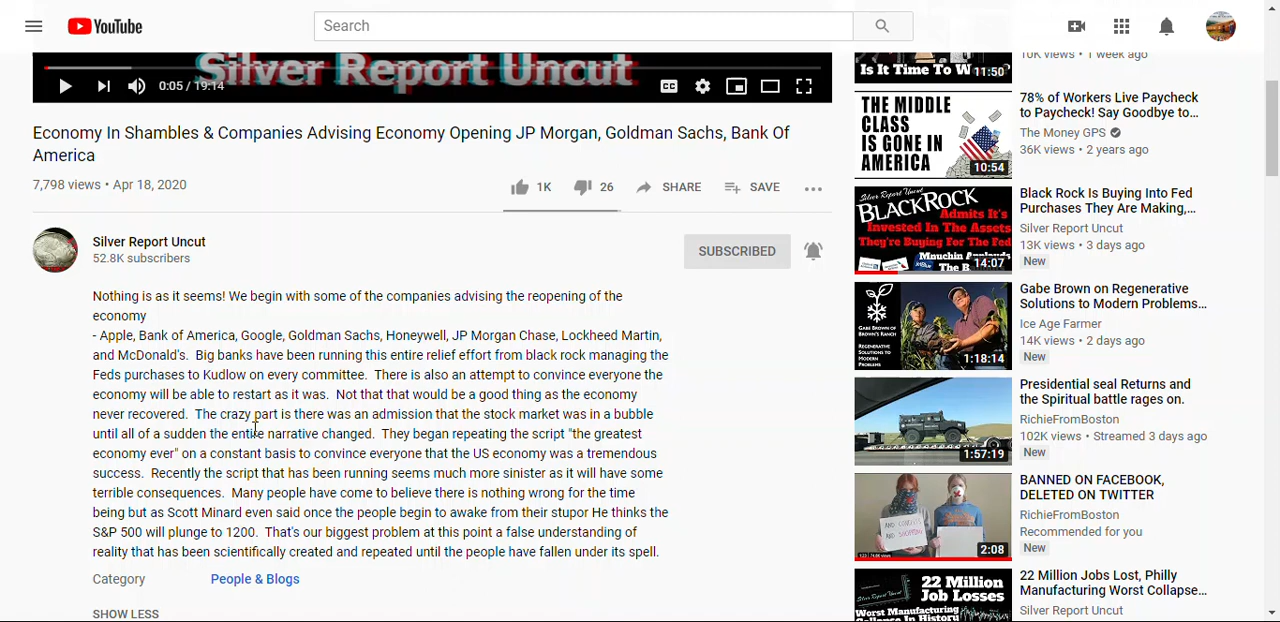 YouTube
Search
Silver Report Uncut
0:05 / 19:14
CC
Economy In Shambles & Companies Advising Economy Opening JP Morgan, Goldman Sachs, Bank Of
America
7,798 views • Apr 18, 2020
1K
26
SHARE
SAVE
Silver Report Uncut
52.8K subscribers
SUBSCRIBED
Nothing is as it seems! We begin with some of the companies advising the reopening of the
economy
- Apple, Bank of America, Google, Goldman Sachs, Honeywell, JP Morgan Chase, Lockheed Martin,
and McDonald's. Big banks have been running this entire relief effort from black rock managing the
Feds purchases to Kudlow on every committee. There is also an attempt to convince everyone the
economy will be able to restart as it was. Not that that would be a good thing as the economy
never recovered. The crazy part is there was an admission that the stock market was in a bubble
until all of a sudden the entire narrative changed. They began repeating the script "the greatest
economy ever" on a constant basis to convince everyone that the US economy was a tremendous
success. Recently the script that has been running seems much more sinister as it will have some
terrible consequences. Many people have come to believe there is nothing wrong for the time
being but as Scott Minard even said once the people begin to awake from their stupor He thinks the
S&P 500 will plunge to 1200. That's our biggest problem at this point a false understanding of
reality that has been scientifically created and repeated until the people have fallen under its spell.
Category
People & Blogs
SHOW LESS
Is It Time To
11:50
10K views • 1 week ago
THE MIDDLE
CLASS
IS GONE IN
AMERICA
10:54
78% of Workers Live Paycheck
to Paycheck! Say Goodbye to...
The Money GPS
36K views • 2 years ago
Silver Report Uncut
BLACKROCK
Admits It's
Invested In The Assets
They're Buying For The Fed
Mnuchin Applauds
14:07
Black Rock Is Buying Into Fed
Purchases They Are Making,...
Silver Report Uncut
13K views • 3 days ago
New
GABE BROWN OF
BROWN'S RANCH
REGENERATIVE
SOLUTIONS TO
MODERN
PROBLEMS
1:18:14
Gabe Brown on Regenerative
Solutions to Modern Problems...
Ice Age Farmer
14K views • 2 days ago
New
1:57:19
Presidential seal Returns and
the Spiritual battle rages on.
RichieFromBoston
102K views • Streamed 3 days ago
New
2:08
BANNED ON FACEBOOK,
DELETED ON TWITTER
RichieFromBoston
Recommended for you
New
22 Million
Job Losses
Worst Manufacturing
Collapse In History
22 Million Jobs Lost, Philly
Manufacturing Worst Collapse...
Silver Report Uncut